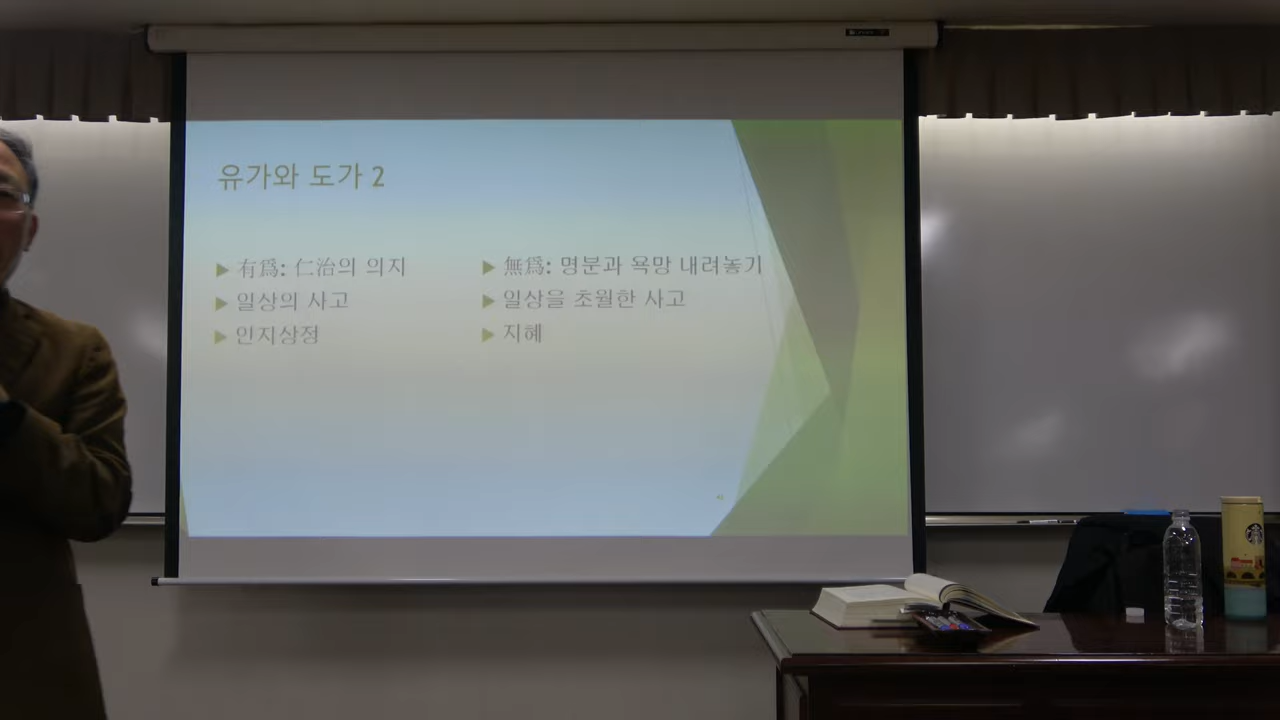 유가와 도가 2
有爲: 仁治의 의지
일상의 사고
인지상정
無爲: 명분과 욕망 내려놓기
일상을 초월한 사고
지혜